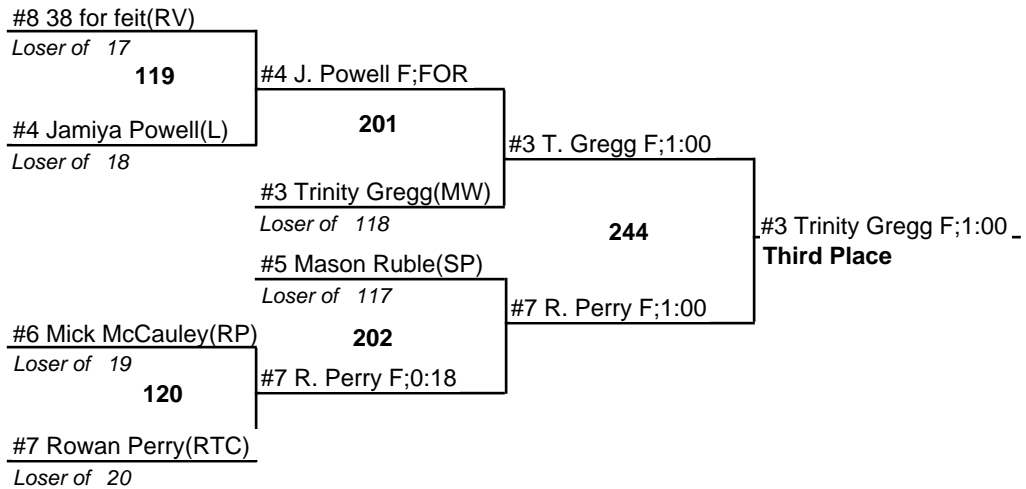 #8 38 for feit(RV)
Loser of 17
119
#4 J. Powell F;FOR
#4 Jamiya Powell(L)
Loser of 18
201
#3 T. Gregg F;1:00
#3 Trinity Gregg(MW)
Loser of 118
244
#3 Trinity Gregg F;1:00
Third Place
#5 Mason Ruble(SP)
Loser of 117
#7 R. Perry F;1:00
#6 Mick McCauley(RP)
Loser of 19
202
120
#7 R. Perry F;0:18
#7 Rowan Perry(RTC)
Loser of 20